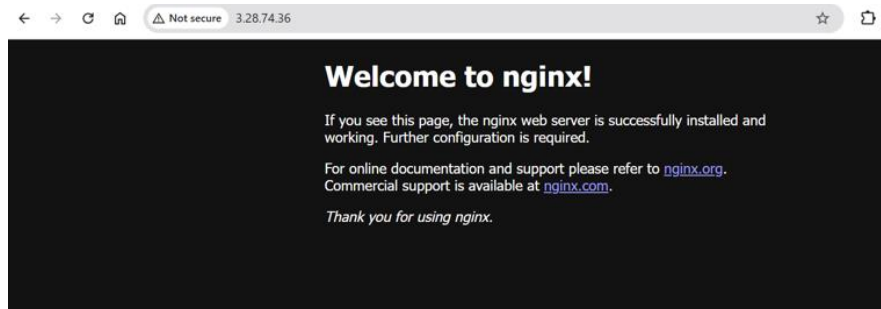 Not secure 3.28.74.36
Welcome to nginx!
If you see this page, the nginx web server is successfully installed and
working. Further configuration is required.
For online documentation and support please refer to nginx.org.
Commercial support is available at nginx.com.
Thank you for using nginx.